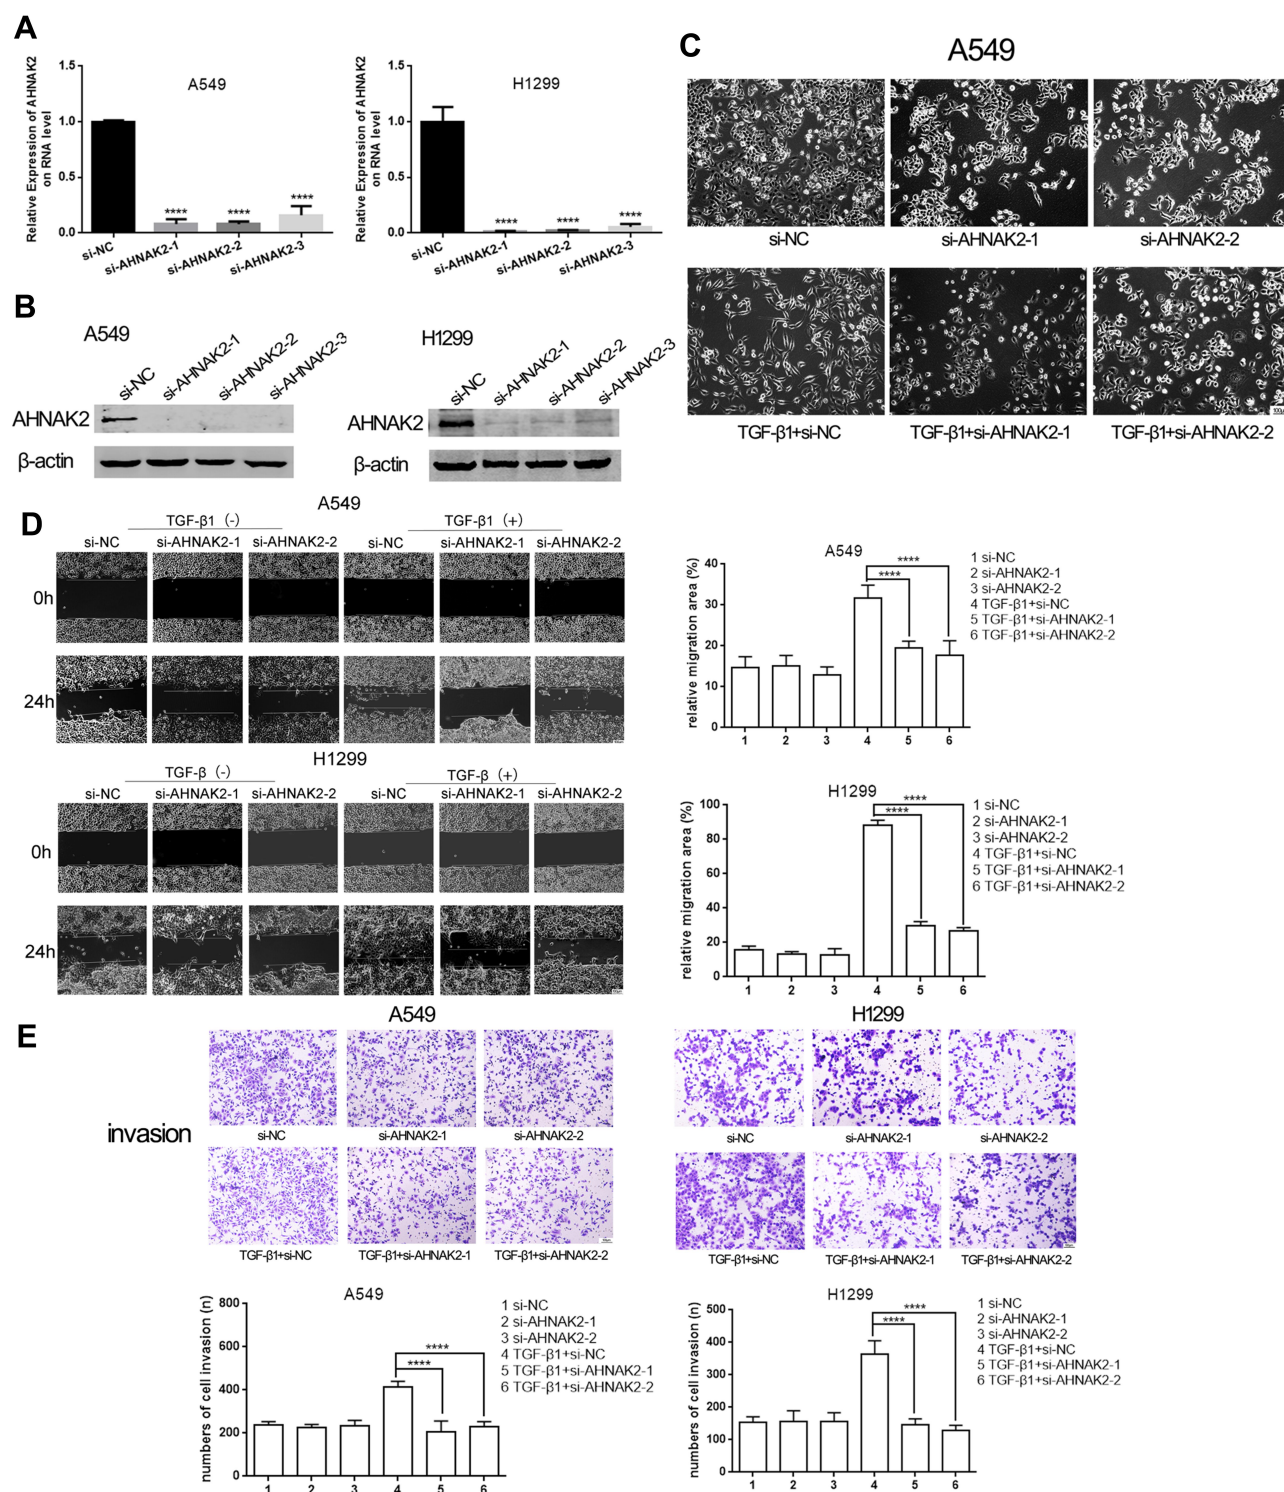 A
A549
Relative Expression of AHNAK2
on RNA level
1.5
1.0
0.5
0.0
****
****
****
si-NC
si-AHNAK2-1
si-AHNAK2-2
si-AHNAK2-3
H1299
Relative Expression of AHNAK2
on RNA level
1.5
1.0
0.5
0.0
****
****
****
si-NC
si-AHNAK2-1
si-AHNAK2-2
si-AHNAK2-3
B
A549
si-NC
si-AHNAK2-1
si-AHNAK2-2
si-AHNAK2-3
AHNAK2
β-actin
H1299
si-NC
si-AHNAK2-1
si-AHNAK2-2
si-AHNAK2-3
AHNAK2
β-actin
C
A549
si-NC
si-AHNAK2-1
si-AHNAK2-2
TGF-β1+si-NC
TGF-β1+si-AHNAK2-1
TGF-β1+si-AHNAK2-2
D
A549
TGF-β1 (-)
TGF-β1 (+)
si-NC
si-AHNAK2-1
si-AHNAK2-2
si-NC
si-AHNAK2-1
si-AHNAK2-2
0h
24h
H1299
TGF-β (-)
TGF-β (+)
si-NC
si-AHNAK2-1
si-AHNAK2-2
si-NC
si-AHNAK2-1
si-AHNAK2-2
0h
24h
A549
relative migration area (%)
40
30
20
10
0
****
****
1 2 3 4 5 6
1 si-NC
2 si-AHNAK2-1
3 si-AHNAK2-2
4 TGF-β1+si-NC
5 TGF-β1+si-AHNAK2-1
6 TGF-β1+si-AHNAK2-2
H1299
relative migration area (%)
100
80
60
40
20
0
****
****
1 2 3 4 5 6
1 si-NC
2 si-AHNAK2-1
3 si-AHNAK2-2
4 TGF-β1+si-NC
5 TGF-β1+si-AHNAK2-1
6 TGF-β1+si-AHNAK2-2
E
invasion
A549
si-NC
si-AHNAK2-1
si-AHNAK2-2
TGF-β1+si-NC
TGF-β1+si-AHNAK2-1
TGF-β1+si-AHNAK2-2
H1299
si-NC
si-AHNAK2-1
si-AHNAK2-2
TGF-β1+si-NC
TGF-β1+si-AHNAK2-1
TGF-β1+si-AHNAK2-2
A549
numbers of cell invasion (n)
800
600
400
200
0
****
****
1 2 3 4 5 6
1 si-NC
2 si-AHNAK2-1
3 si-AHNAK2-2
4 TGF-β1+si-NC
5 TGF-β1+si-AHNAK2-1
6 TGF-β1+si-AHNAK2-2
H1299
numbers of cell invasion (n)
500
400
300
200
100
0
****
****
1 2 3 4 5 6
1 si-NC
2 si-AHNAK2-1
3 si-AHNAK2-2
4 TGF-β1+si-NC
5 TGF-β1+si-AHNAK2-1
6 TGF-β1+si-AHNAK2-2